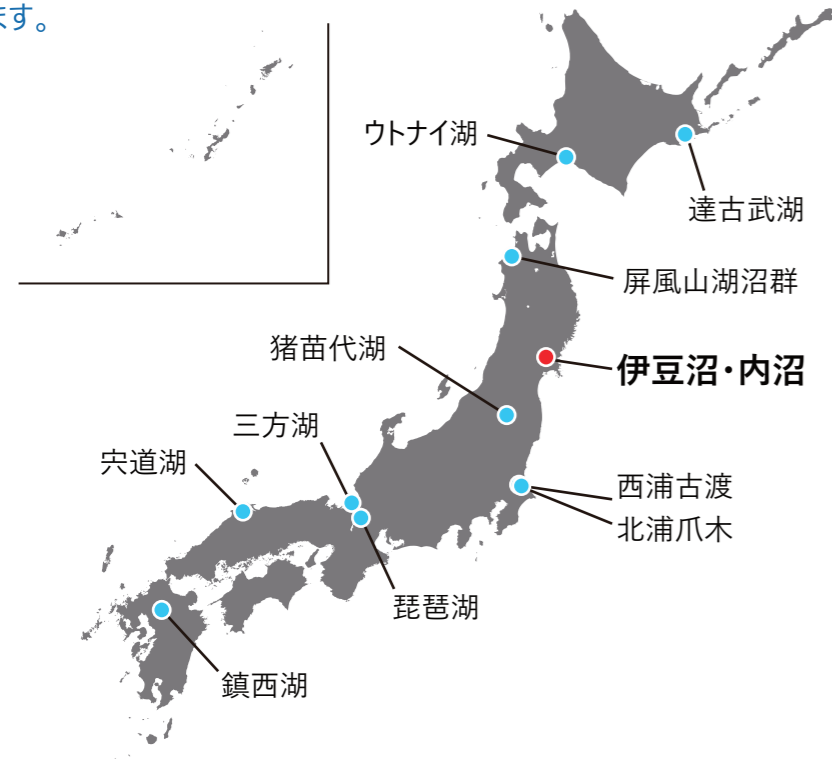 ます。
ウトナイ湖
達古武湖
屏風山湖沼群
猪苗代湖
伊豆沼・内沼
三方湖
宍道湖
西浦古渡
北浦爪木
琵琶湖
鎮西湖